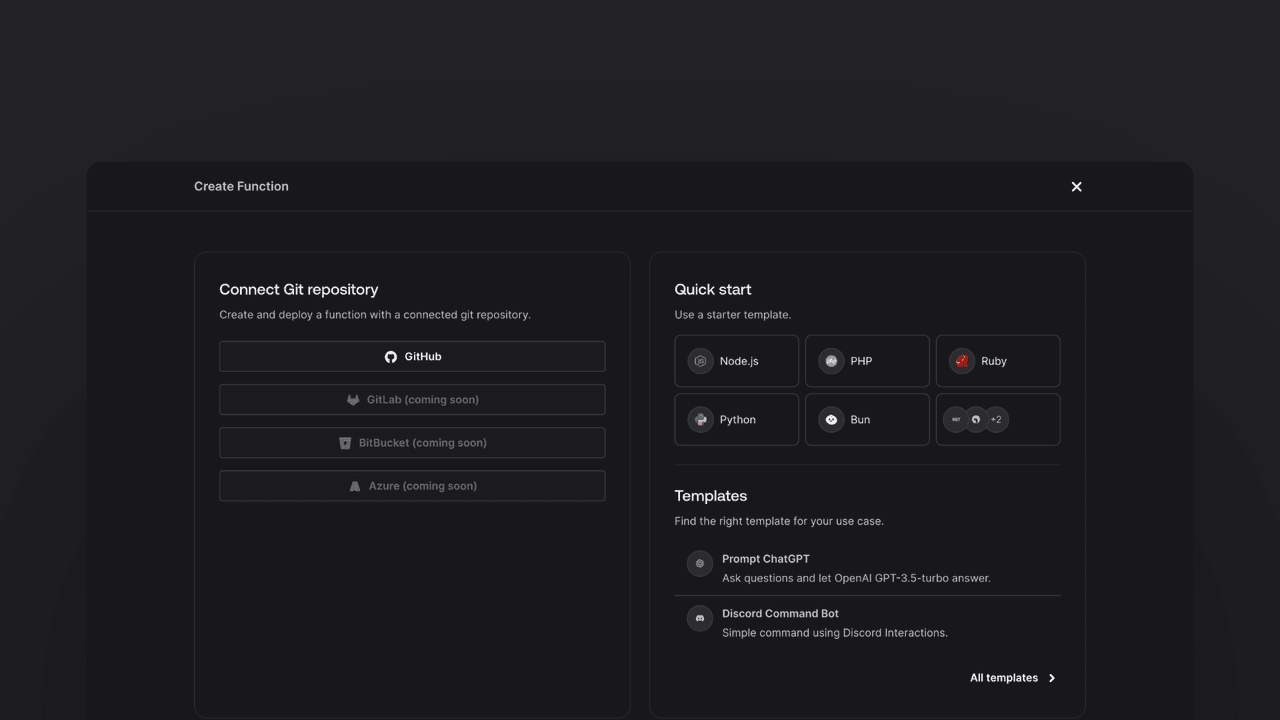 Create Function
Connect Git repository
Create and deploy a function with a connected git repository.
GitHub
GitLab (coming soon)
BitBucket (coming soon)
Azure (coming soon)
Quick start
Use a starter template.
Node.js
PHP
Ruby
Python
Bun
.NET
+2
Templates
Find the right template for your use case.
Prompt ChatGPT
Ask questions and let OpenAI GPT-3.5-turbo answer.
Discord Command Bot
Simple command using Discord Interactions.
All templates